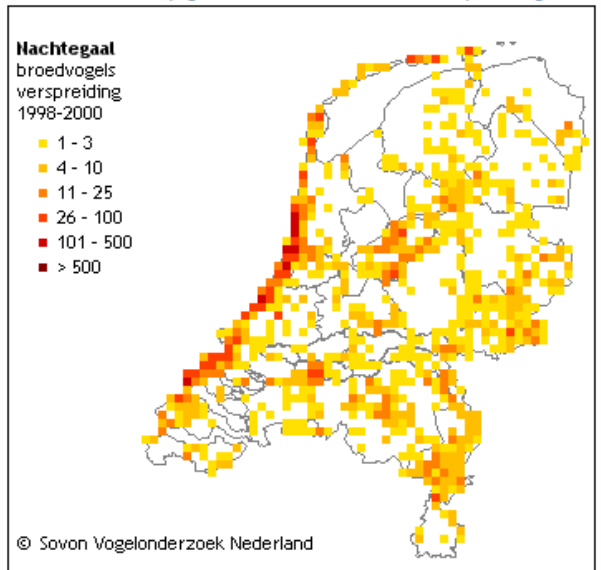 Nachtegaal
broedvogels
verspreiding
1998-2000
1 - 3
4 - 10
11 - 25
26 - 100
101 - 500
> 500
© Sovon Vogelonderzoek Nederland